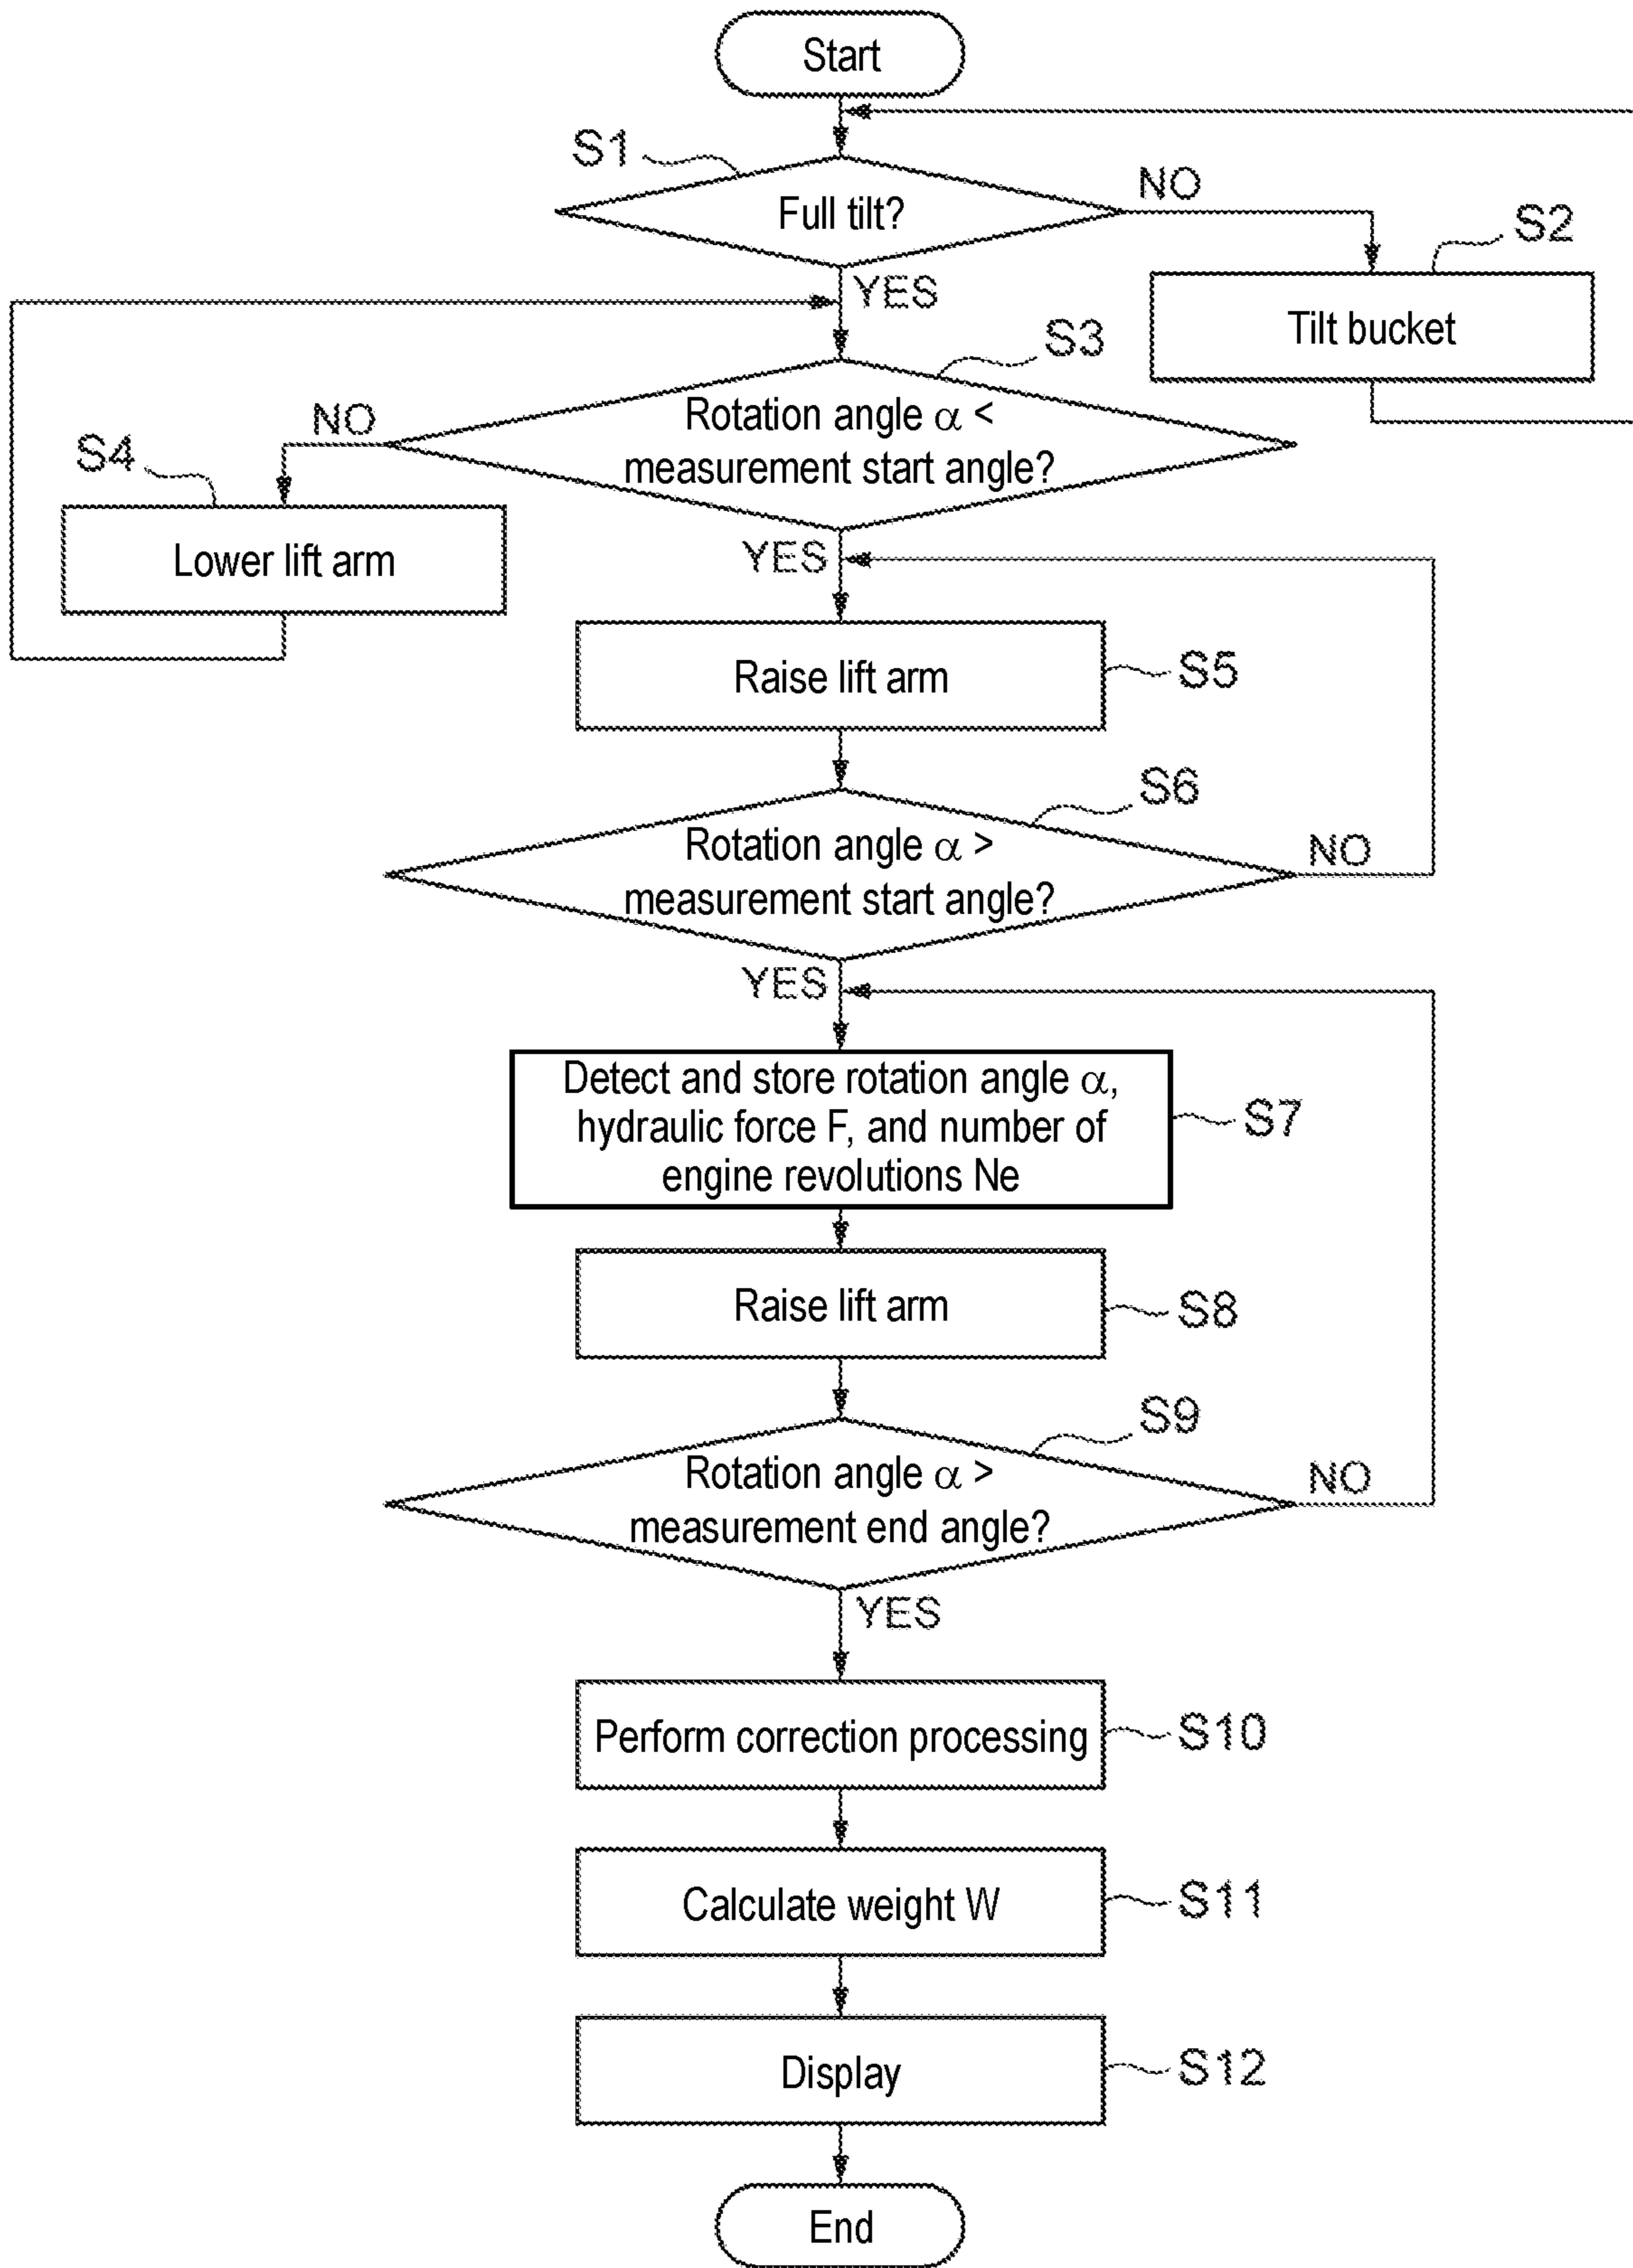 Start
S1
Full tilt?
NO
S2
YES
Tilt bucket
S3
Rotation angle α <
measurement start angle?
NO
S4
Lower lift arm
YES
Raise lift arm
S5
S6
Rotation angle α >
measurement start angle?
NO
YES
Detect and store rotation angle α,
hydraulic force F, and number of
engine revolutions Ne
S7
Raise lift arm
S8
S9
Rotation angle α >
measurement end angle?
NO
YES
Perform correction processing
S10
Calculate weight W
S11
Display
S12
End